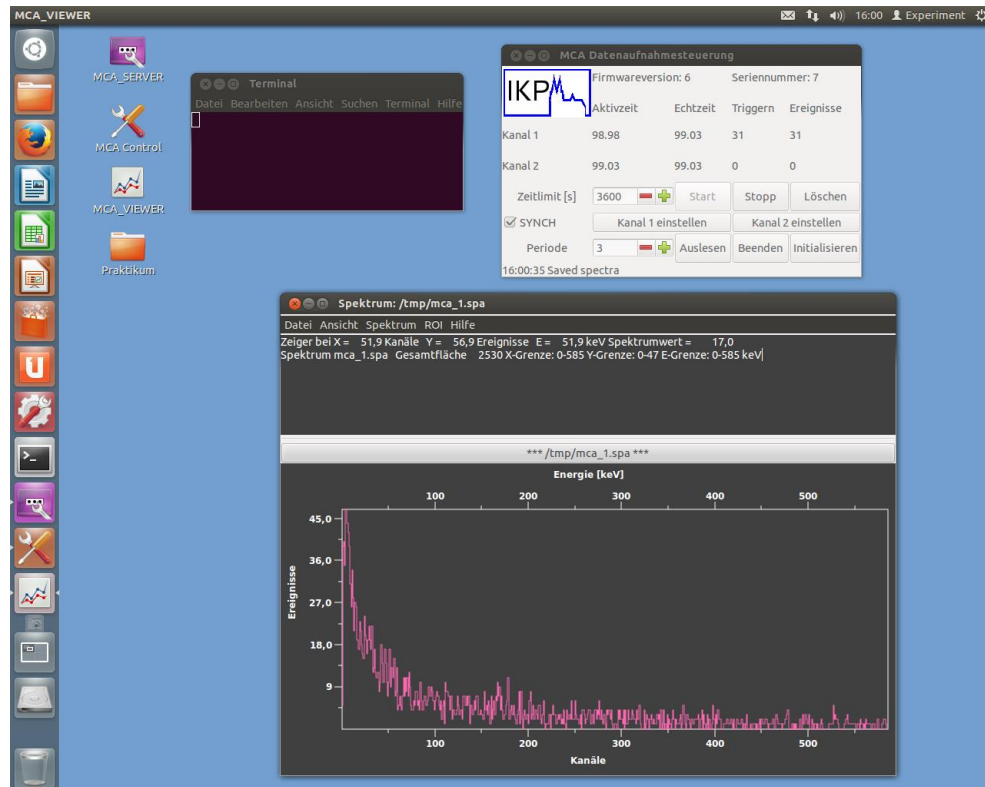 MCA_VIEWER
16:00 Experiment
MCA_SERVER
MCA Control
MCA_VIEWER
Praktikum
Terminal
Datei Bearbeiten Ansicht Suchen Terminal Hilfe
MCA Datenaufnahmesteuerung
IKP
Firmwareversion: 6 Seriennummer: 7
Aktivzeit Echtzeit Triggern Ereignisse
Kanal 1 98.98 99.03 31 31
Kanal 2 99.03 99.03 0 0
Zeitlimit [s] 3600 Start Stopp Löschen
SYNCH Kanal 1 einstellen Kanal 2 einstellen
Periode 3 Auslesen Beenden Initialisieren
16:00:35 Saved spectra
Spektrum: /tmp/mca_1.spa
Datei Ansicht Spektrum ROI Hilfe
Zeiger bei X = 51,9 Kanäle Y = 56,9 Ereignisse E = 51,9 keV Spektrumwert = 17,0
Spektrum mca_1.spa Gesamtfläche 2530 X-Grenze: 0-585 Y-Grenze: 0-47 E-Grenze: 0-585 keV
*** /tmp/mca_1.spa ***
Energie [keV]
100 200 300 400 500
45,0
36,0
27,0
18,0
9
Ereignisse
100 200 300 400 500
Kanäle